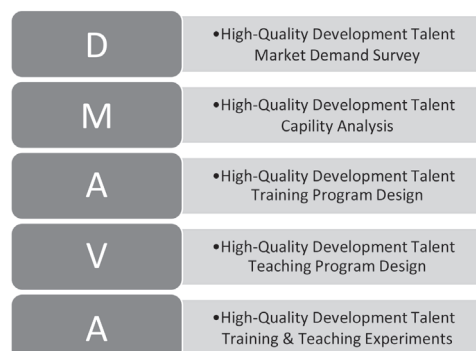 D
•High-Quality Development Talent
Market Demand Survey
M
•High-Quality Development Talent
Capility Analysis
A
•High-Quality Development Talent
Training Program Design
V
•High-Quality Development Talent
Teaching Program Design
A
•High-Quality Development Talent
Training & Teaching Experiments